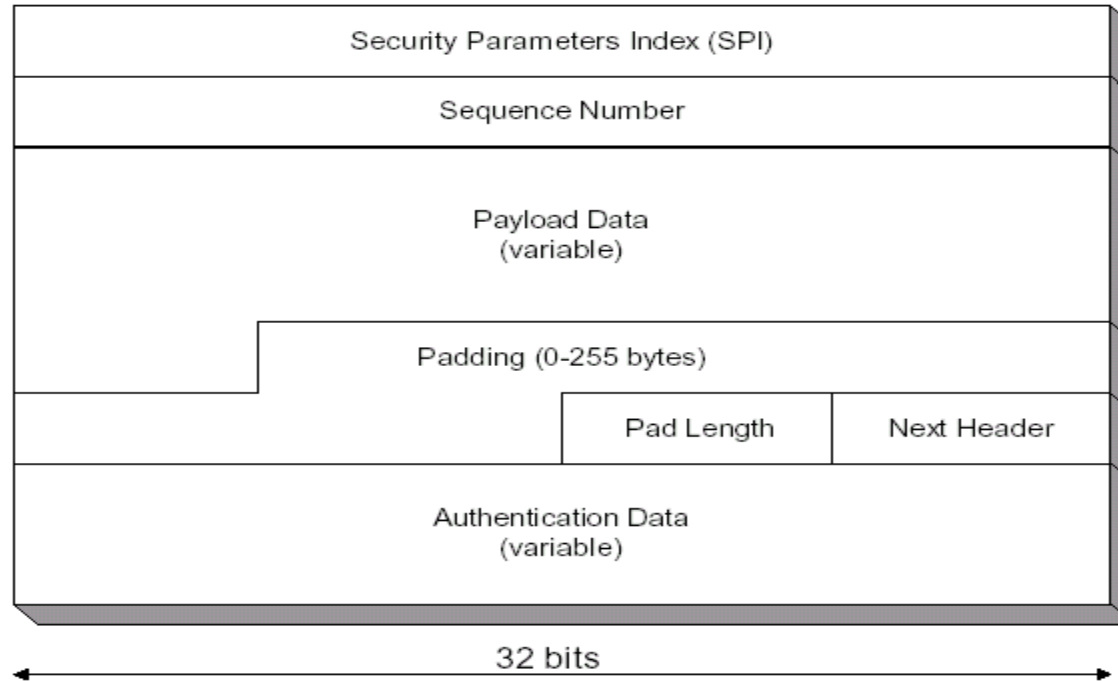 Security Parameters Index (SPI)
Sequence Number
Payload Data
(variable)
Padding (0-255 bytes)
Pad Length
Next Header
Authentication Data
(variable)
32 bits